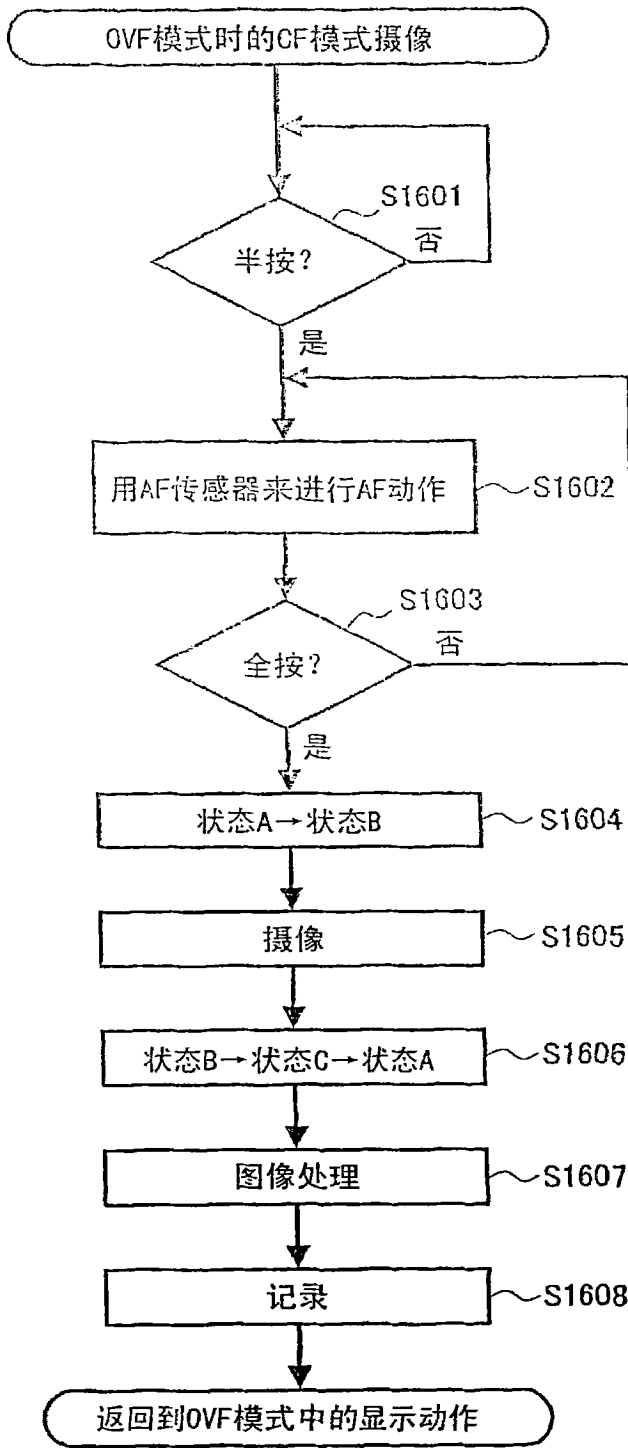 OVF模式时的CF模式摄像
S1601
半按?
否
是
用AF传感器来进行AF动作
S1602
S1603
全按?
否
是
状态A→状态B
S1604
摄像
S1605
状态B→状态C→状态A
S1606
图像处理
S1607
记录
S1608
返回到OVF模式中的显示动作